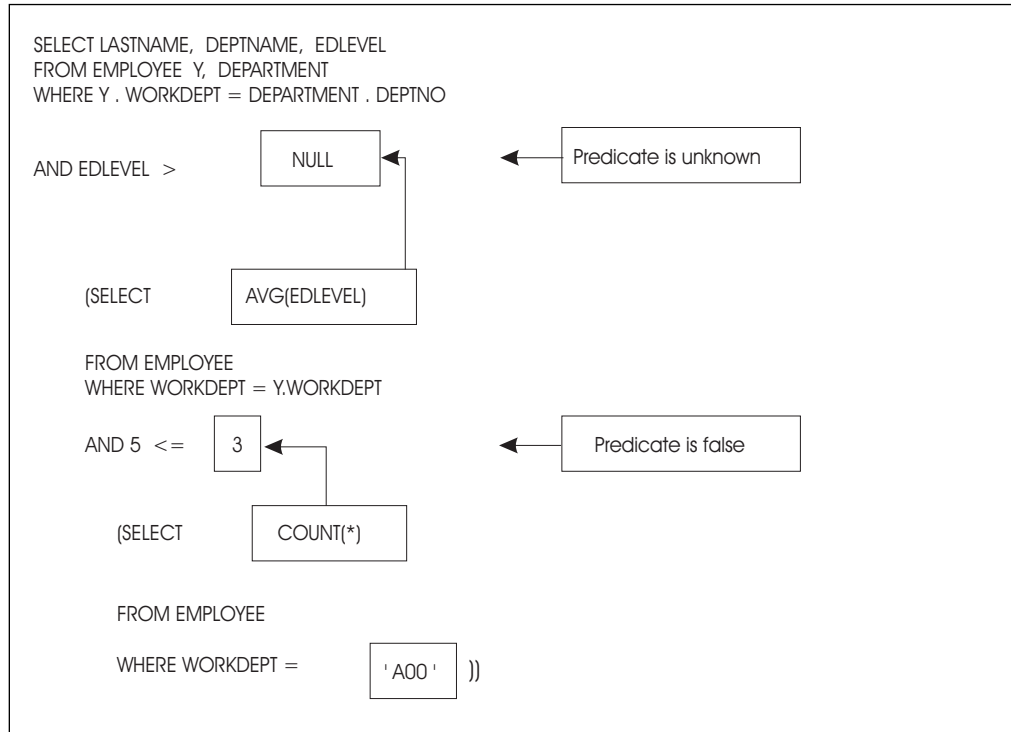 SELECT LASTNAME, DEPTNAME, EDLEVEL
FROM EMPLOYEE Y, DEPARTMENT
WHERE Y . WORKDEPT = DEPARTMENT . DEPTNO
AND EDLEVEL > NULL Predicate is unknown
(SELECT AVG(EDLEVEL)
FROM EMPLOYEE
WHERE WORKDEPT = Y.WORKDEPT
AND 5 <= 3 Predicate is false
(SELECT COUNT(*)
FROM EMPLOYEE
WHERE WORKDEPT = ' A00 ' ))